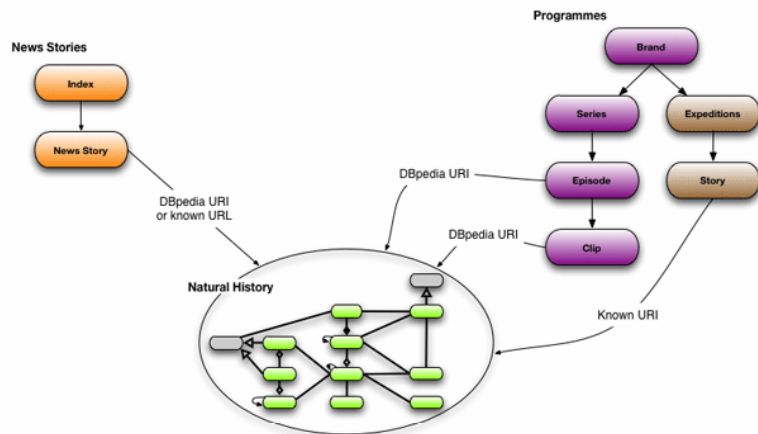 Programmes
News Stories
Brand
Index
Series
Expeditions
News Story
DBpedia URI
Episode
Story
DBpedia URI
or known URL
DBpedia URI
Clip
Natural History
Known URI